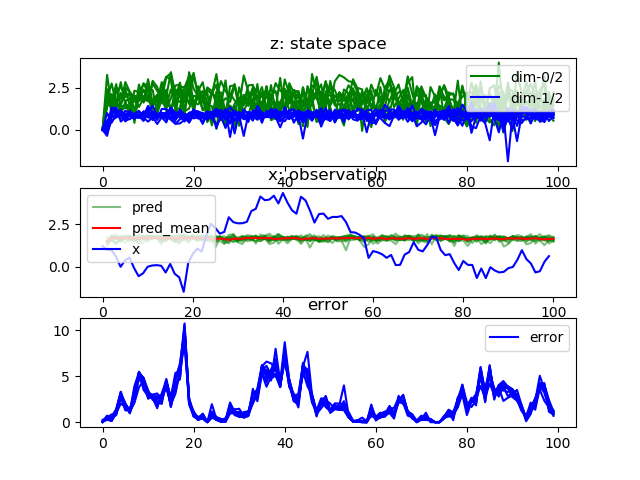 z: state space
2.5
0.0
dim-0/2
dim-1/2
0 20 40 60 80 100
x: observation
2.5
0.0
pred
pred_mean
x
0 20 40 60 80 100
error
10
5
0
error
0 20 40 60 80 100